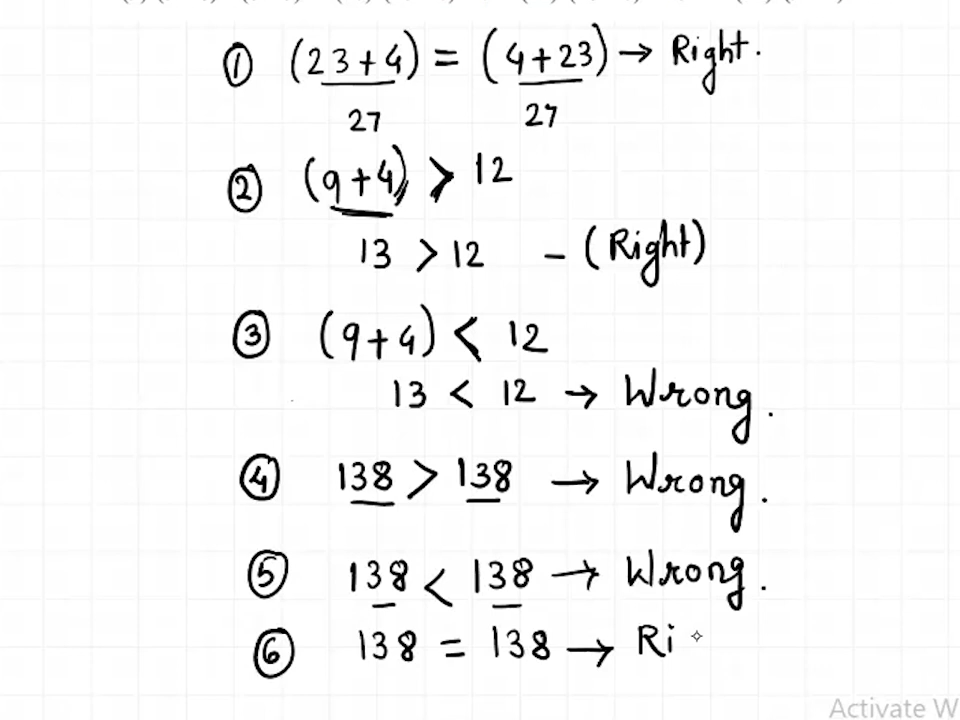 ① (23+4) = (4+23) → Right.
27 27
② (9+4) > 12
13 > 12 - (Right)
③ (9+4) < 12
13 < 12 → Wrong.
④ 138 > 138 → Wrong.
⑤ 138 < 138 → Wrong.
⑥ 138 = 138 → Ri
Activate W